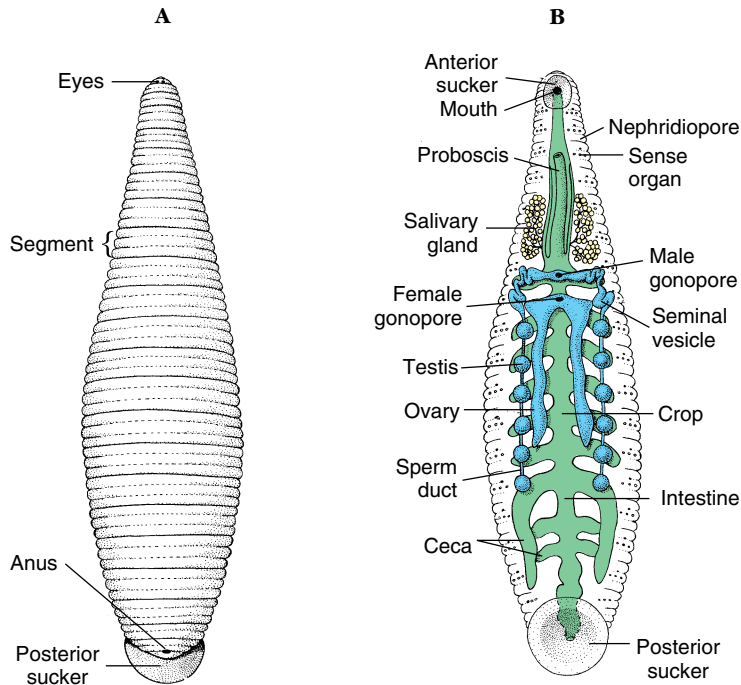 A
Eyes
Segment
Anus
Posterior
sucker
B
Anterior
sucker
Mouth
Nephridiopore
Proboscis
Sense
organ
Salivary
gland
Male
gonopore
Female
gonopore
Seminal
vesicle
Testis
Ovary
Crop
Sperm
duct
Intestine
Ceca
Posterior
sucker